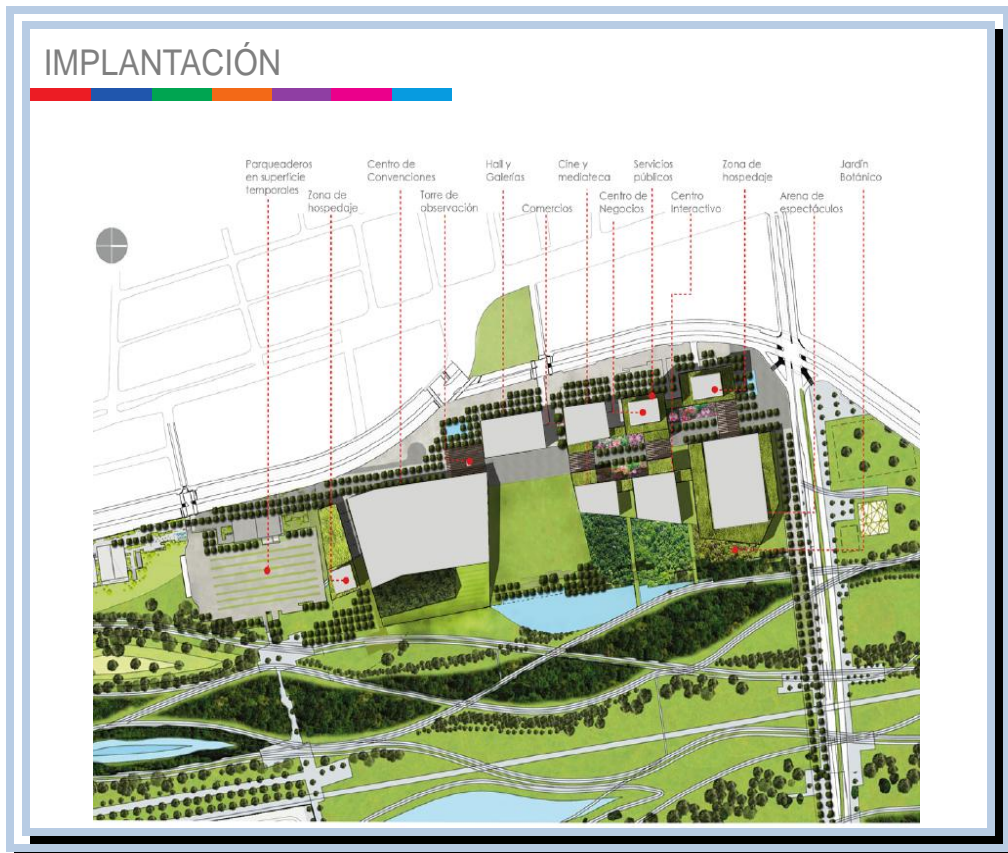 IMPLANTACIÓN
Parqueaderos
en superficie
temporales
Zona de
hospedaje
Centro de
Convenciones
Torre de
observación
Hall y
Galerías
Comercios
Cine y
mediateca
Centro de
Negocios
Servicios
públicos
Centro
Interactivo
Zona de
hospedaje
Arena de
espectáculos
Jardín
Botánico